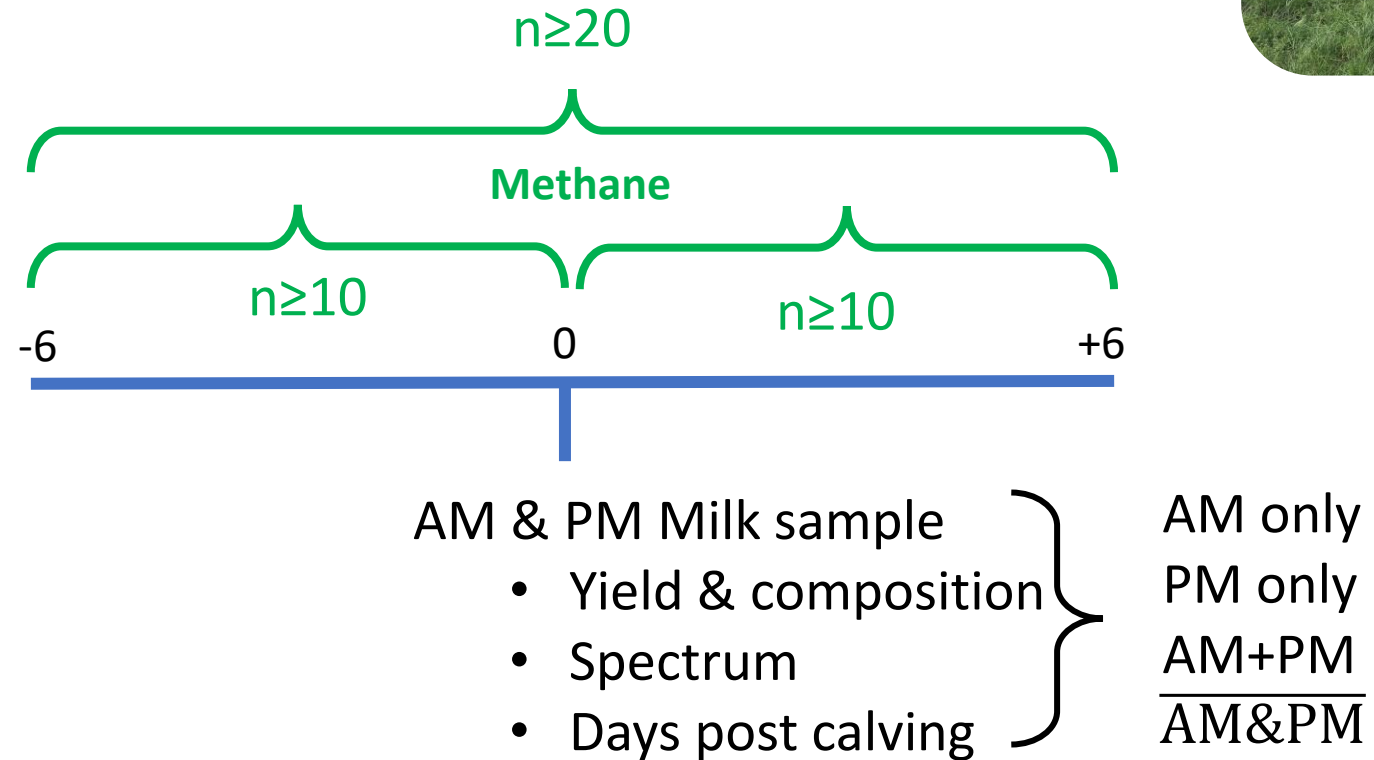 n≥20
Methane
n≥10
n≥10
-6
0
+6
AM & PM Milk sample
• Yield & composition
• Spectrum
• Days post calving
AM only
PM only
AM+PM
AM&PM